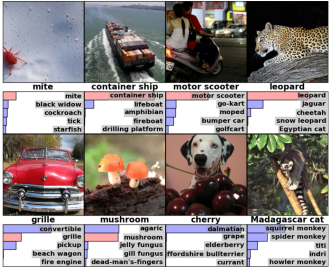 mite
container ship
motor scooter
leopard
mite
black widow
cockroach
tick
starfish
container ship
lifeboat
amphibian
fireboat
drilling platform
motor scooter
go-kart
moped
bumper car
golfcart
leopard
jaguar
cheetah
snow leopard
Egyptian cat
grille
mushroom
cherry
Madagascar cat
convertible
grille
pickup
beach wagon
fire engine
agaric
mushroom
jelly fungus
gill fungus
dead-man's-fingers
dalmatian
grape
elderberry
ffordshire bullterrier
currant
squirrel monkey
spider monkey
titi
indri
howler monkey